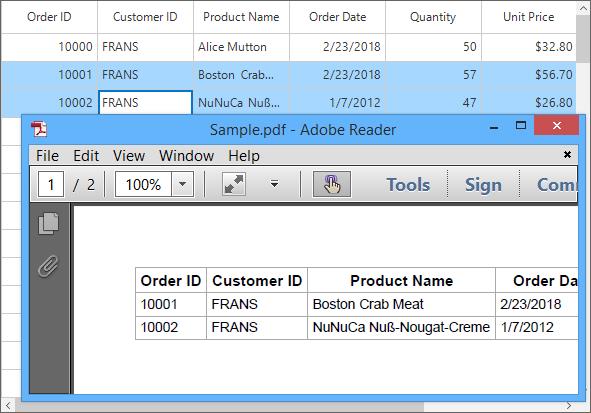 Order ID Customer ID Product Name Order Date Quantity Unit Price
10000 FRANS Alice Mutton 2/23/2018 50 $32.80
10001 FRANS Boston Crab... 2/23/2018 57 $56.70
10002 FRANS NuNuCa Nuß... 1/7/2012 47 $26.80
Sample.pdf - Adobe Reader
File Edit View Window Help
1 / 2 100% Tools Sign Com
Order ID Customer ID Product Name Order Da
10001 FRANS Boston Crab Meat 2/23/2018
10002 FRANS NuNuCa Nuß-Nougat-Creme 1/7/2012